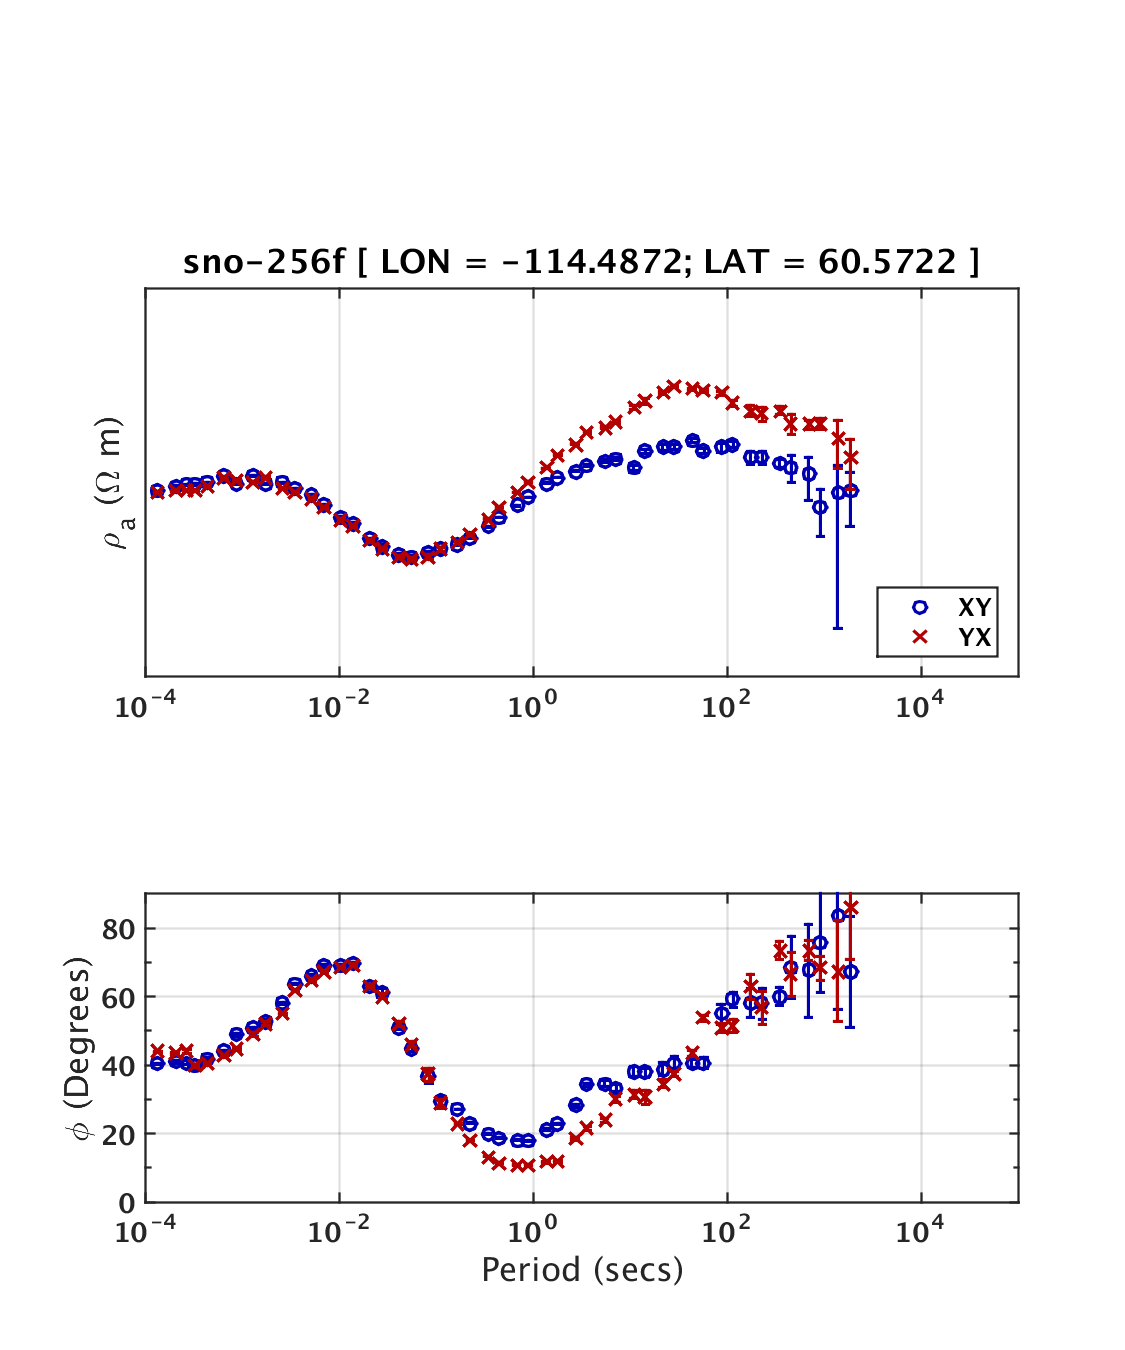 sno-256f [ LON = -114.4872; LAT = 60.5722 ]
ρa (Ω m)
XY
YX
10^-4 10^-2 10^0 10^2 10^4
80
60
40
20
0
ϕ (Degrees)
10^-4 10^-2 10^0 10^2 10^4
Period (secs)